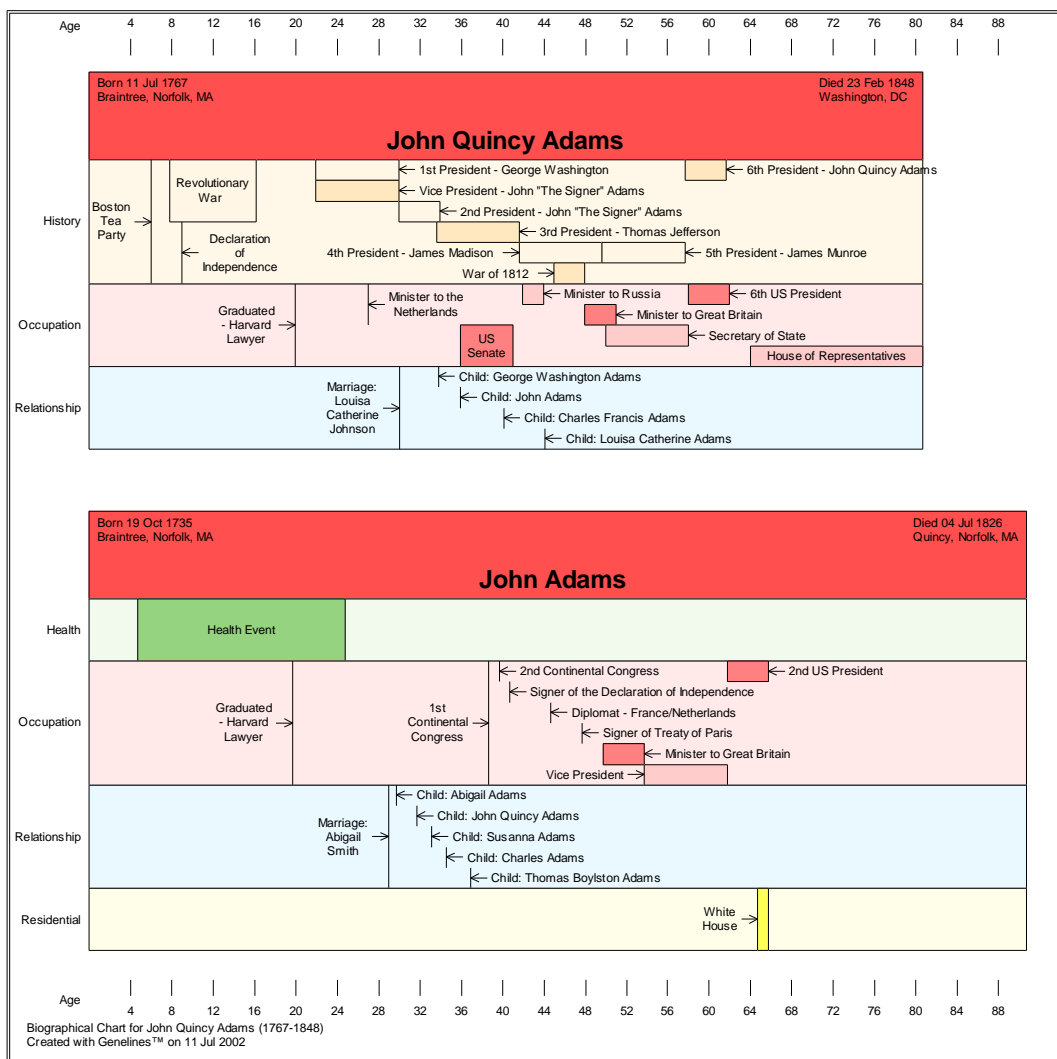 Age
4 8 12 16 20 24 28 32 36 40 44 48 52 56 60 64 68 72 76 80 84 88
Born 11 Jul 1767
Braintree, Norfolk, MA
Died 23 Feb 1848
Washington, DC
John Quincy Adams
History
Boston
Tea
Party
Revolutionary
War
Declaration
of
Independence
1st President - George Washington
Vice President - John "The Signer" Adams
2nd President - John "The Signer" Adams
3rd President - Thomas Jefferson
4th President - James Madison
5th President - James Munroe
War of 1812
6th President - John Quincy Adams
Occupation
Graduated
- Harvard
Lawyer
Minister to the
Netherlands
US
Senate
Minister to Russia
Minister to Great Britain
Secretary of State
6th US President
House of Representatives
Relationship
Marriage:
Louisa
Catherine
Johnson
Child: George Washington Adams
Child: John Adams
Child: Charles Francis Adams
Child: Louisa Catherine Adams
Born 19 Oct 1735
Braintree, Norfolk, MA
Died 04 Jul 1826
Quincy, Norfolk, MA
John Adams
Health
Health Event
Occupation
Graduated
- Harvard
Lawyer
1st
Continental
Congress
2nd Continental Congress
Signer of the Declaration of Independence
Diplomat - France/Netherlands
Signer of Treaty of Paris
Minister to Great Britain
Vice President
2nd US President
Relationship
Marriage:
Abigail
Smith
Child: Abigail Adams
Child: John Quincy Adams
Child: Susanna Adams
Child: Charles Adams
Child: Thomas Boylston Adams
Residential
White
House
Age
4 8 12 16 20 24 28 32 36 40 44 48 52 56 60 64 68 72 76 80 84 88
Biographical Chart for John Quincy Adams (1767-1848)
Created with Genelines™ on 11 Jul 2002